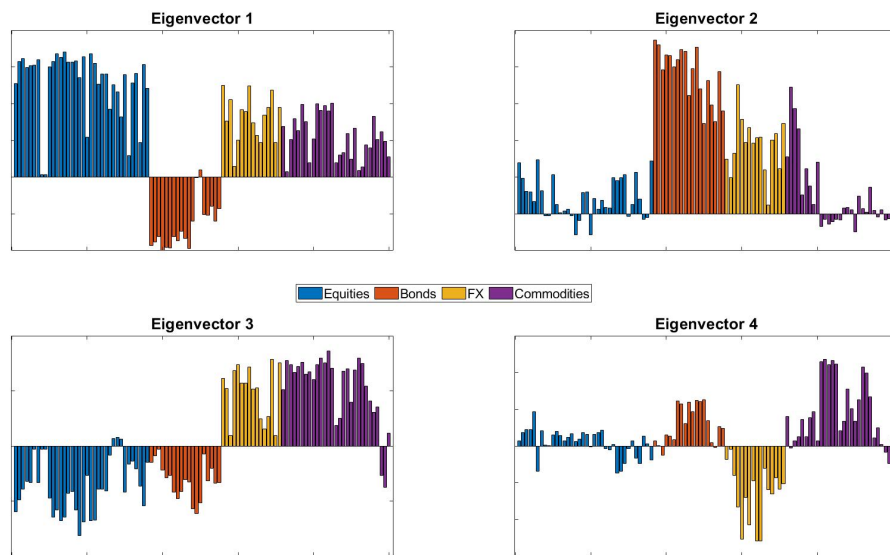 Eigenvector 1
Eigenvector 2
Equities Bonds FX Commodities
Eigenvector 3
Eigenvector 4